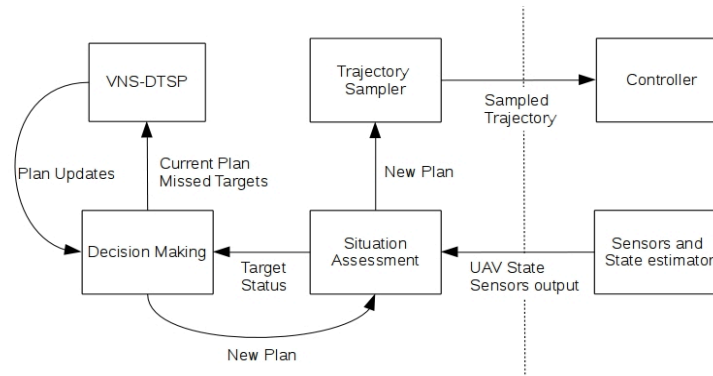 VNS-DTSP
Trajectory
Sampler
Controller
Sampled
Trajectory
Plan Updates
Current Plan
Missed Targets
New Plan
Decision Making
Situation
Assessment
Sensors and
State estimator
Target
Status
UAV State
Sensors output
New Plan